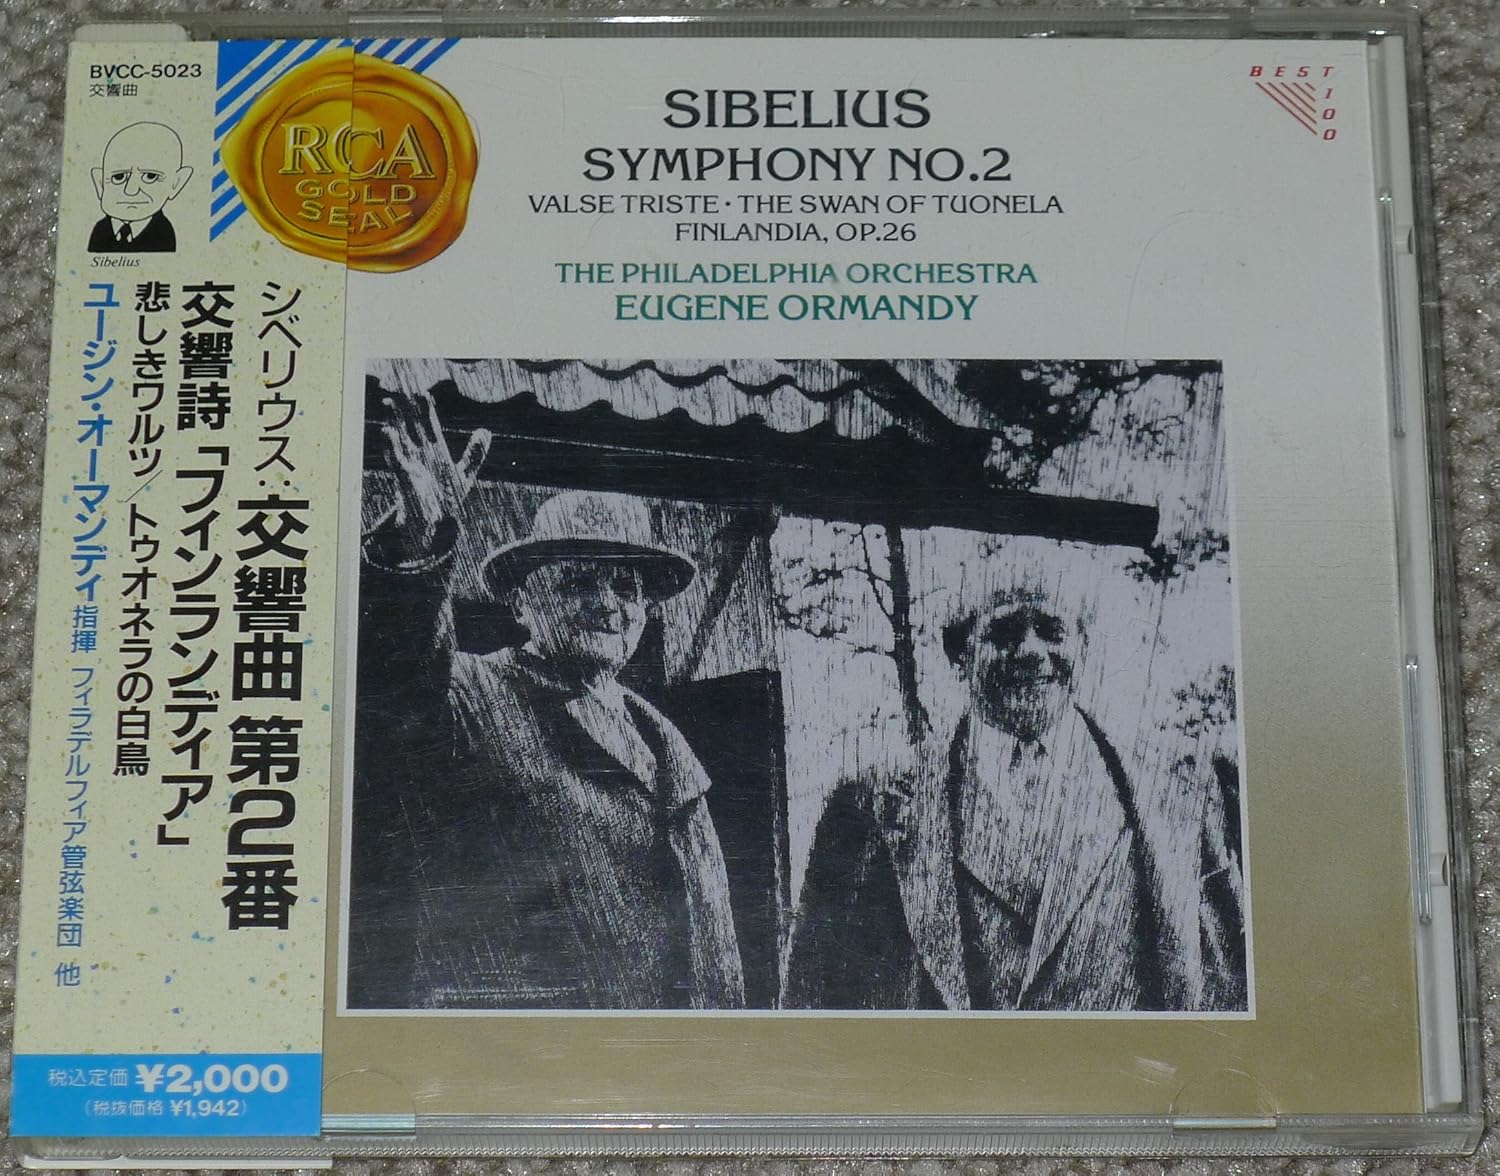 BVCC-5023
交響曲
Sibelius
シベリウス:交響曲 第2番
交響詩「フィンランディア」
悲しきワルツ/トゥオネラの白鳥
ユージン・オーマンディ 指揮 フィラデルフィア管弦楽団 他
税込定価 ¥2,000
(税抜価格 ¥1,942)
RCA
GOLD
SEAL
SIBELIUS
SYMPHONY NO.2
VALSE TRISTE · THE SWAN OF TUONELA
FINLANDIA, OP.26
THE PHILADELPHIA ORCHESTRA
EUGENE ORMANDY
BEST
100